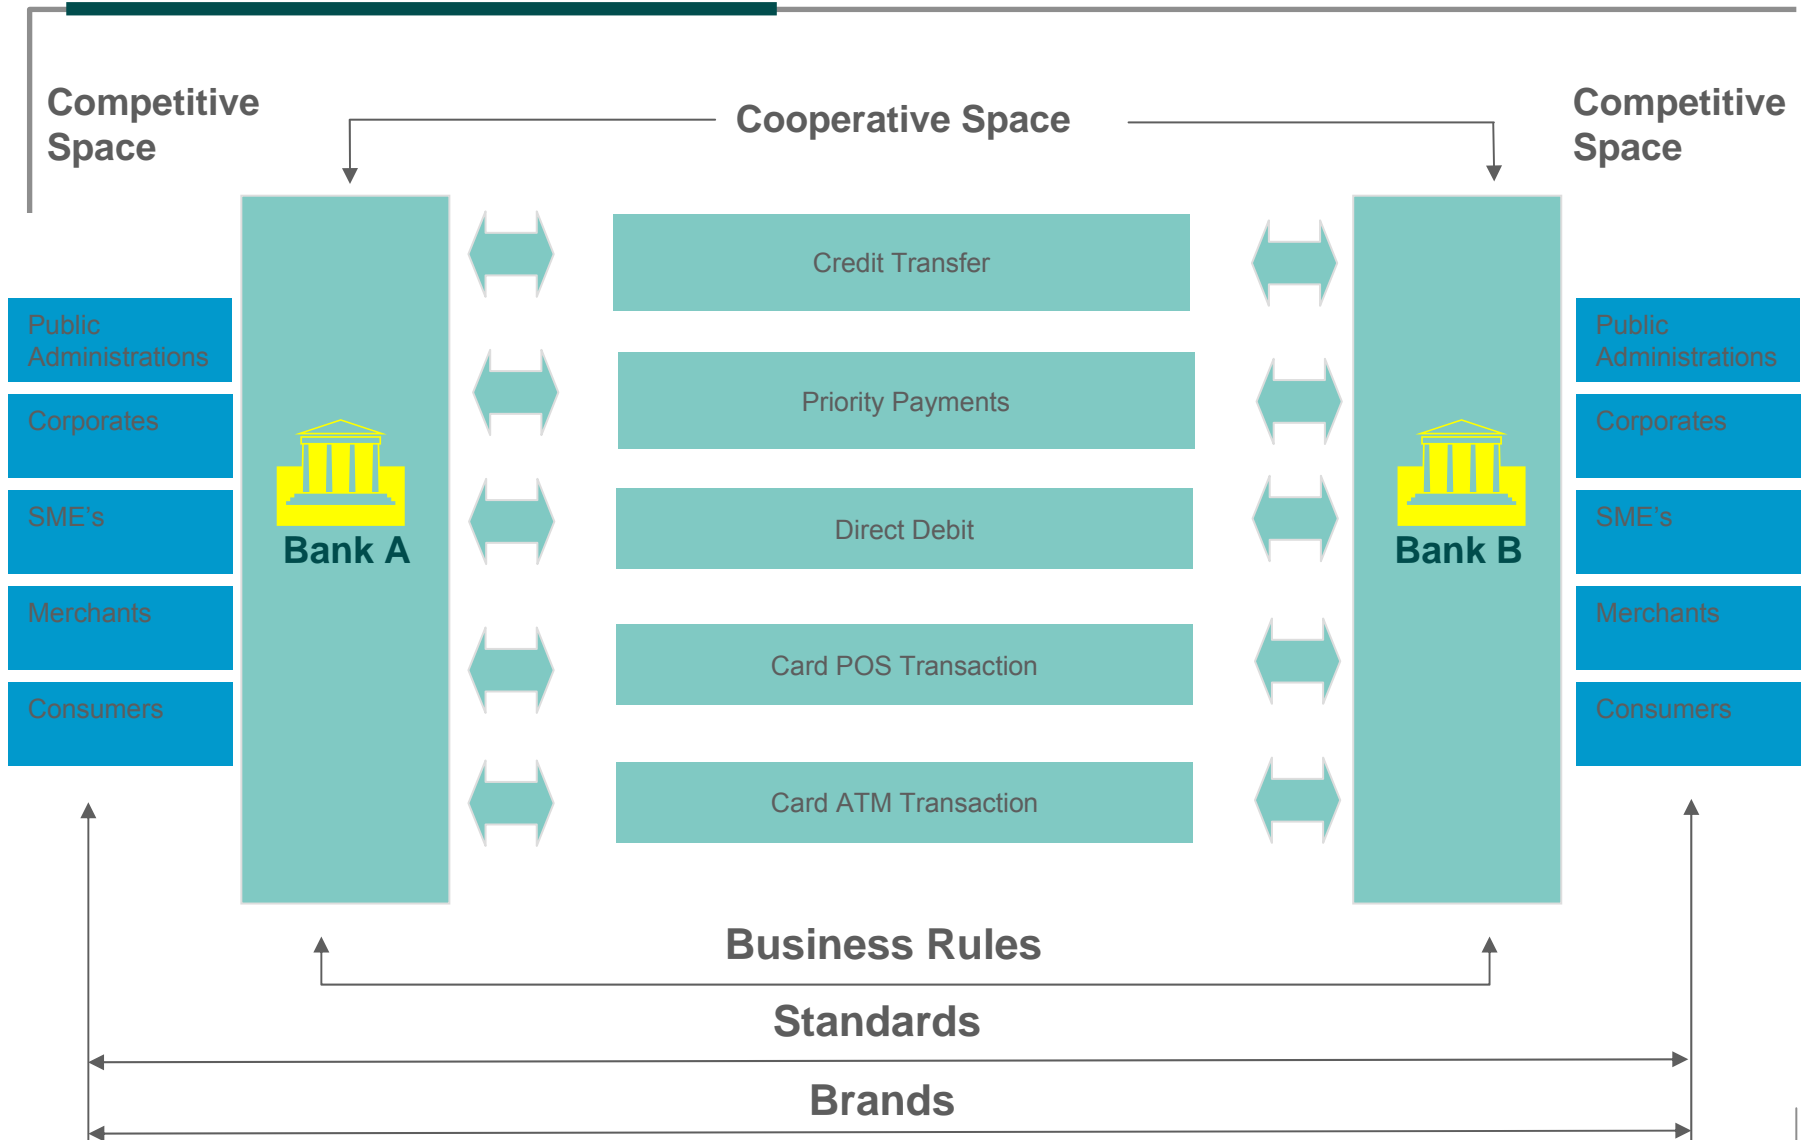 Competitive
Space
Cooperative Space
Competitive
Space
Public
Administrations
Corporates
SME's
Merchants
Consumers
Bank A
Credit Transfer
Priority Payments
Direct Debit
Card POS Transaction
Card ATM Transaction
Bank B
Public
Administrations
Corporates
SME's
Merchants
Consumers
Business Rules
Standards
Brands